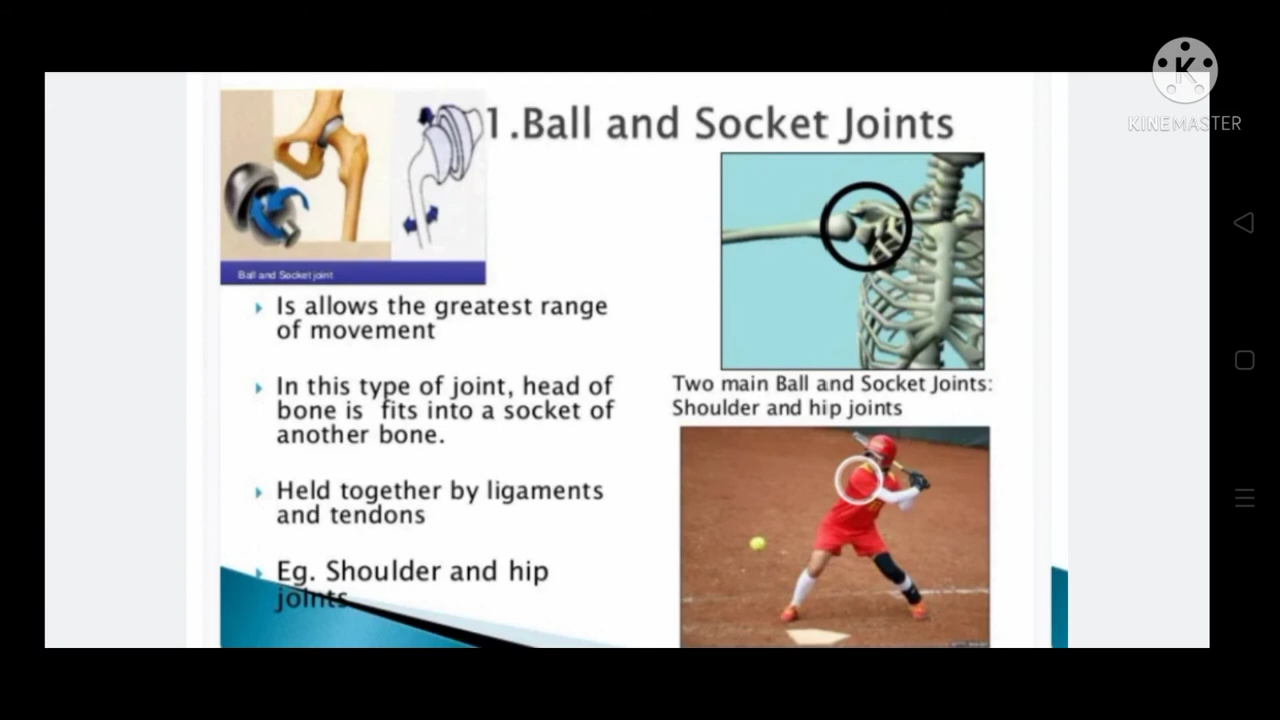 KINEMASTER
1.Ball and Socket Joints
Ball and Socket joint
Is allows the greatest range
of movement
In this type of joint, head of
bone is fits into a socket of
another bone.
Held together by ligaments
and tendons
Eg. Shoulder and hip
joints.
Two main Ball and Socket Joints:
Shoulder and hip joints